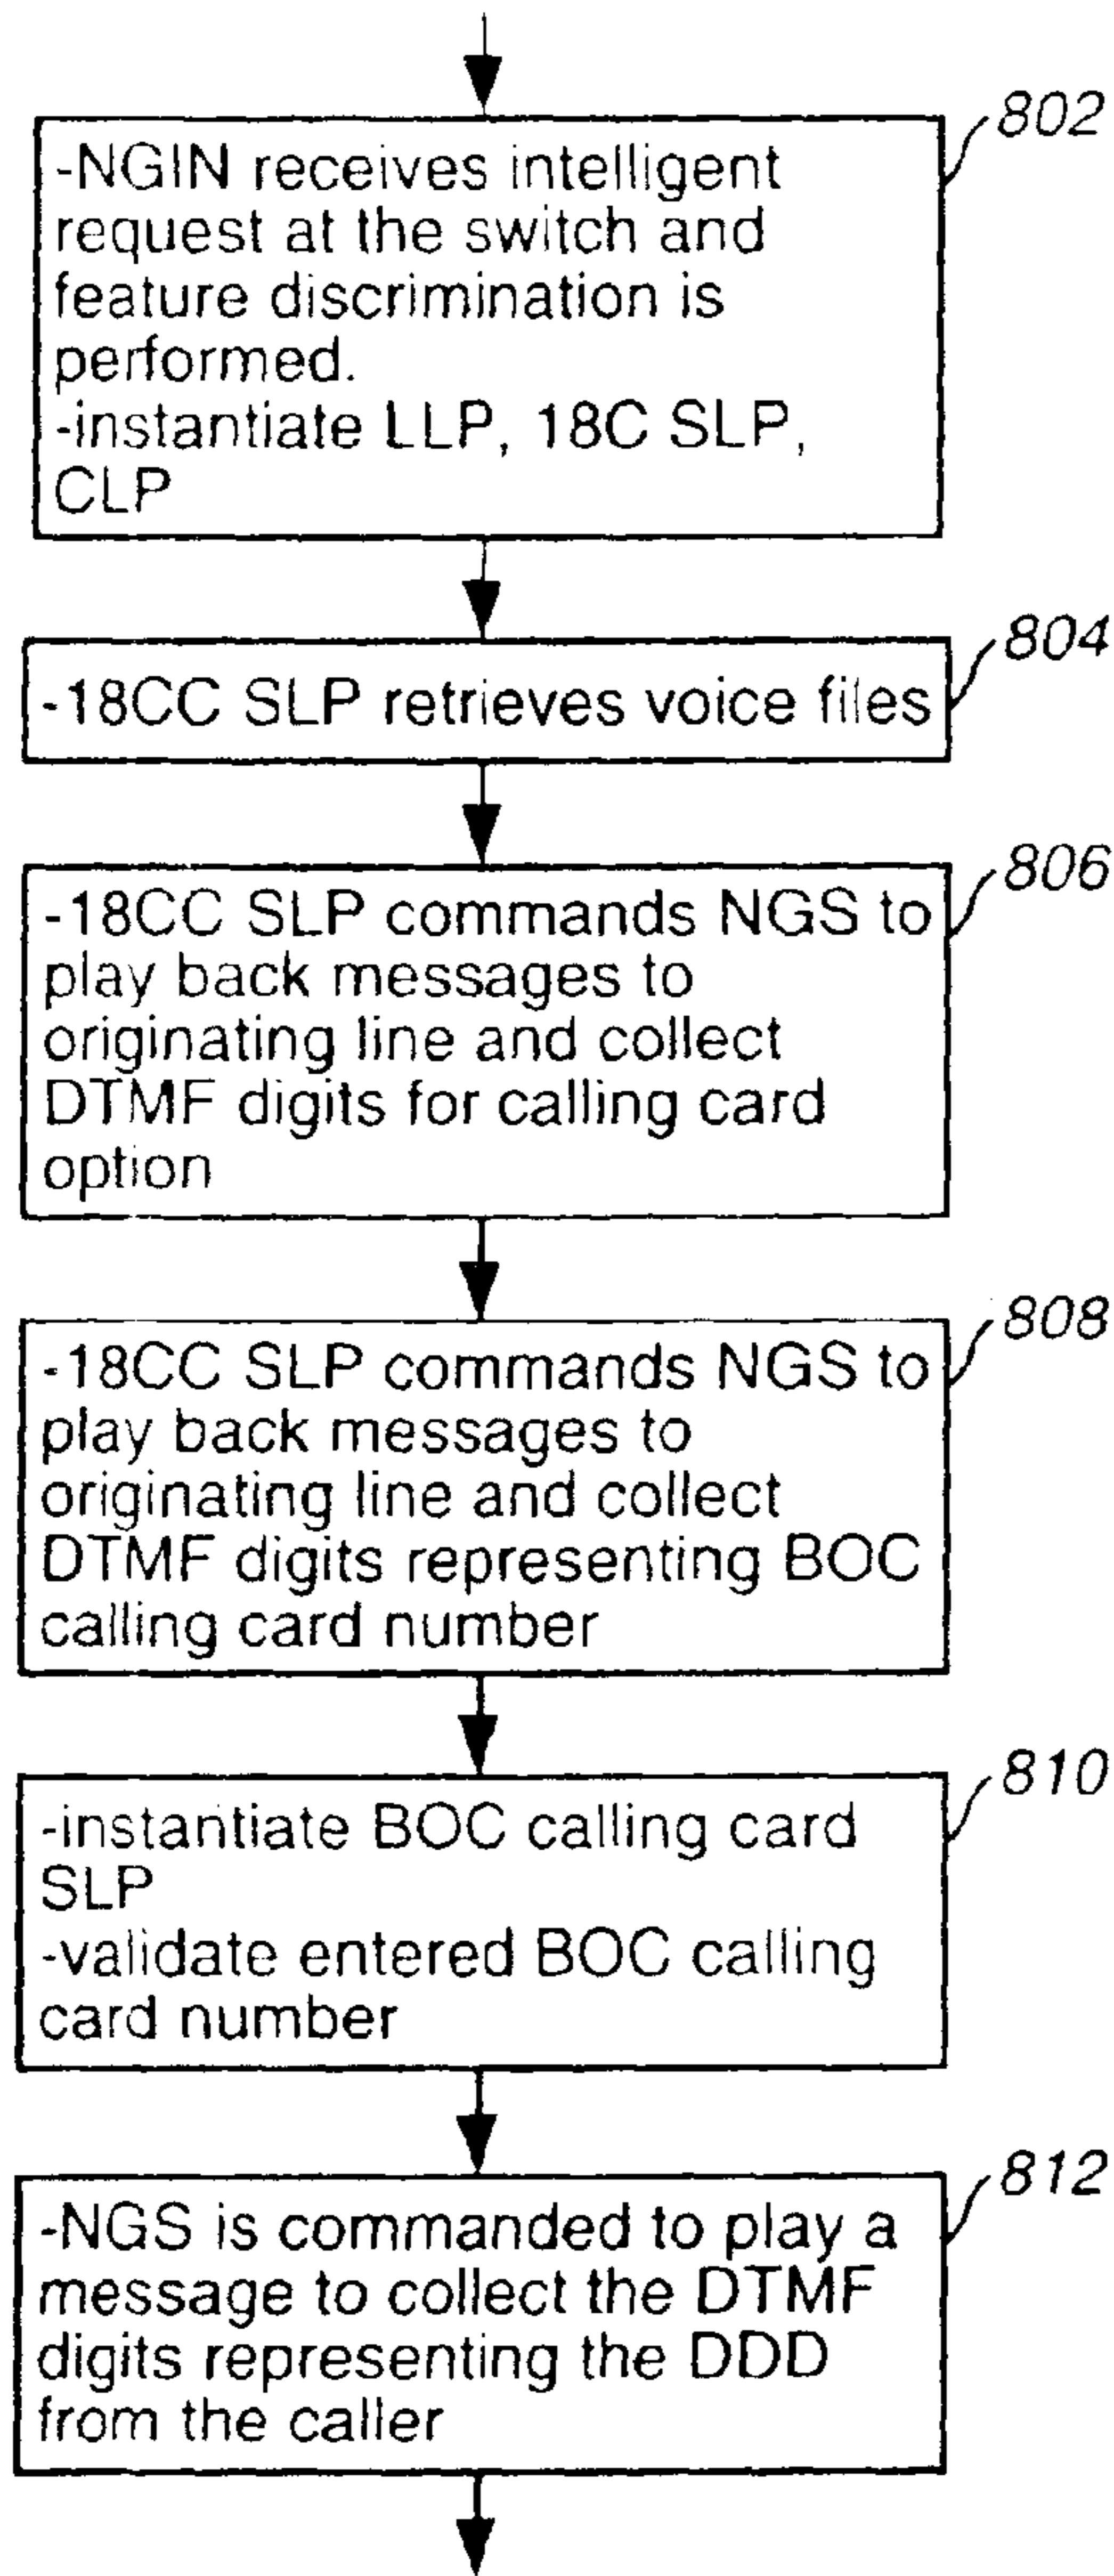 802
-NGIN receives intelligent
request at the switch and
feature discrimination is
performed.
-instantiate LLP, 18C SLP,
CLP
804
-18CC SLP retrieves voice files
806
-18CC SLP commands NGS to
play back messages to
originating line and collect
DTMF digits for calling card
option
808
-18CC SLP commands NGS to
play back messages to
originating line and collect
DTMF digits representing BOC
calling card number
810
-instantiate BOC calling card
SLP
-validate entered BOC calling
card number
812
-NGS is commanded to play a
message to collect the DTMF
digits representing the DDD
from the caller